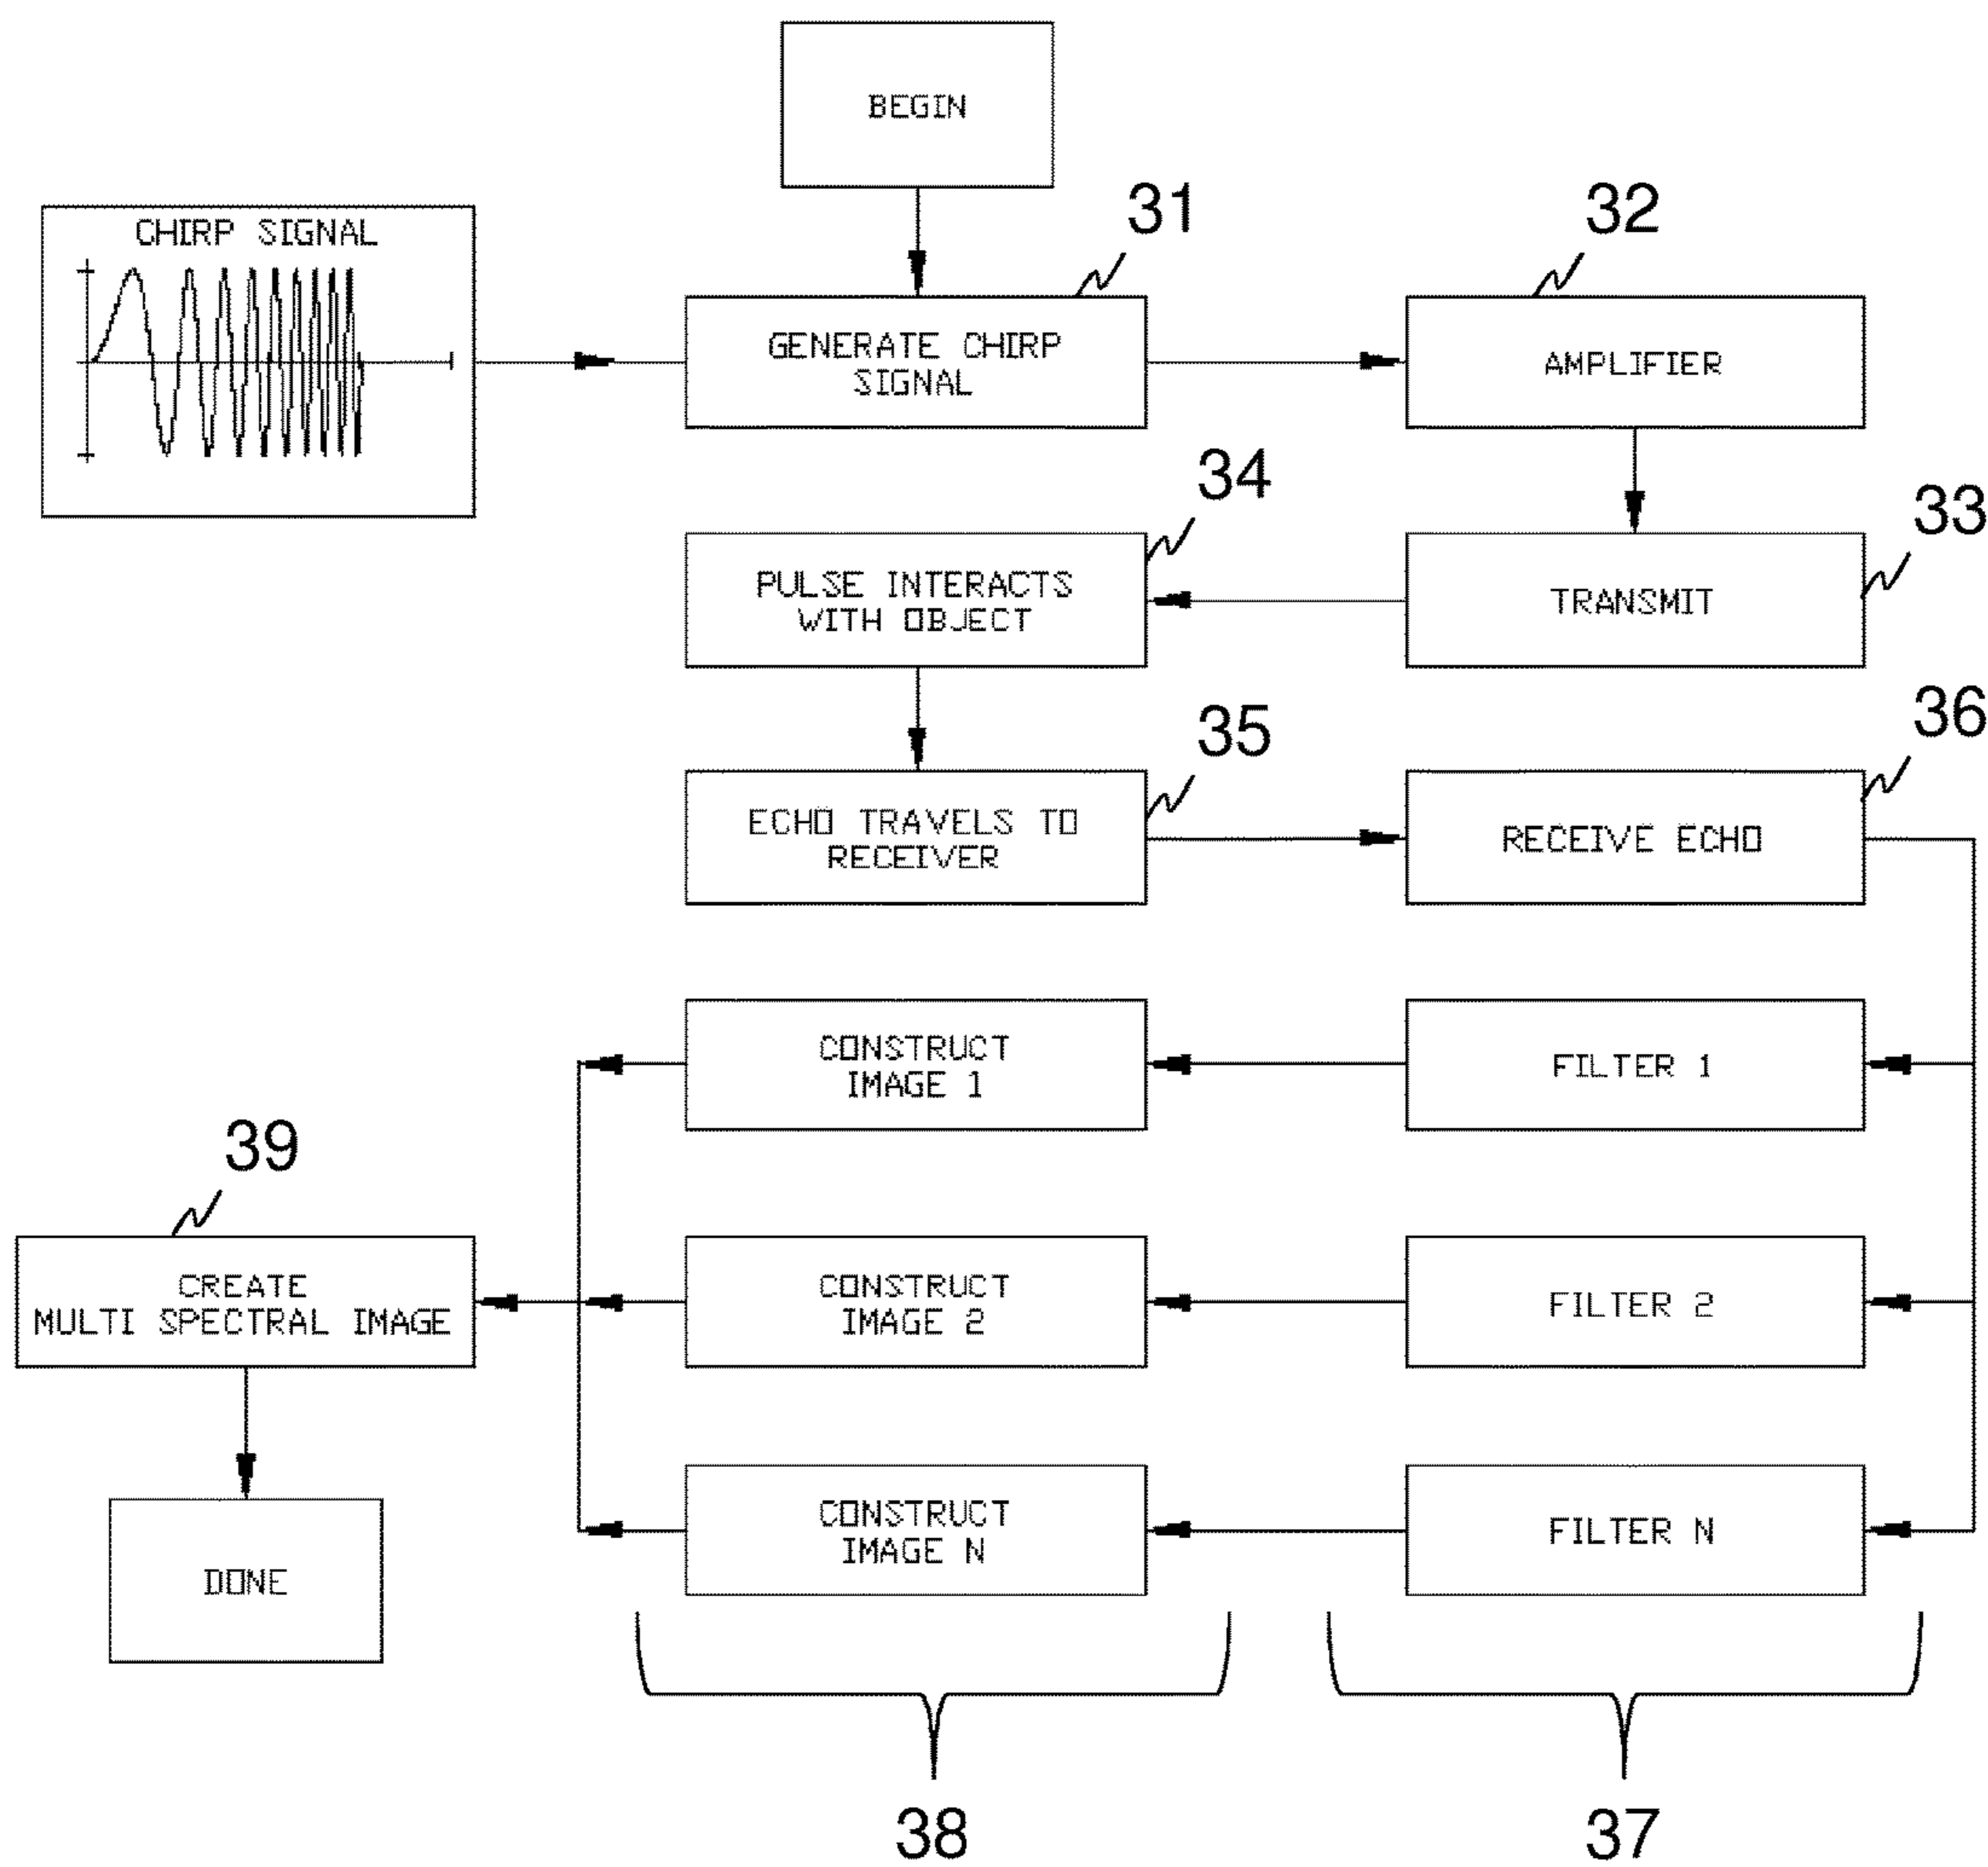 BEGIN
31
32
CHIRP SIGNAL
GENERATE CHIRP
SIGNAL
AMPLIFIER
34
33
PULSE INTERACTS
WITH OBJECT
TRANSMIT
35
36
ECHO TRAVELS TO
RECEIVER
RECEIVE ECHO
CONSTRUCT
IMAGE 1
FILTER 1
39
CREATE
MULTI SPECTRAL IMAGE
CONSTRUCT
IMAGE 2
FILTER 2
CONSTRUCT
IMAGE N
FILTER N
DONE
38
37